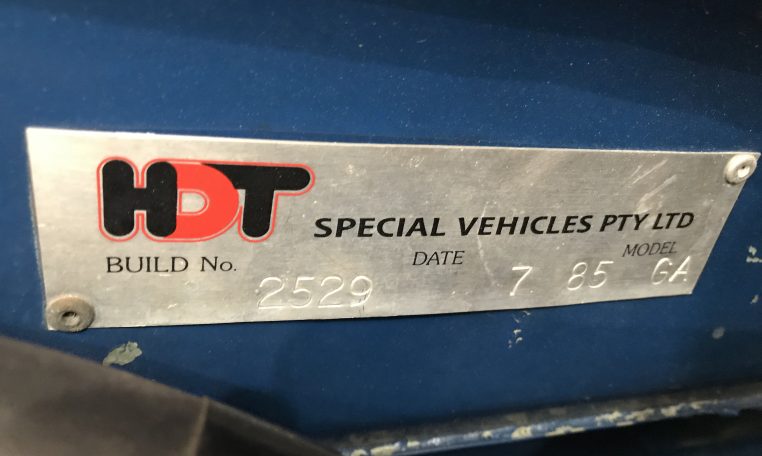 HDT SPECIAL VEHICLES PTY LTD
BUILD No. DATE MODEL
2529 7 85 GA